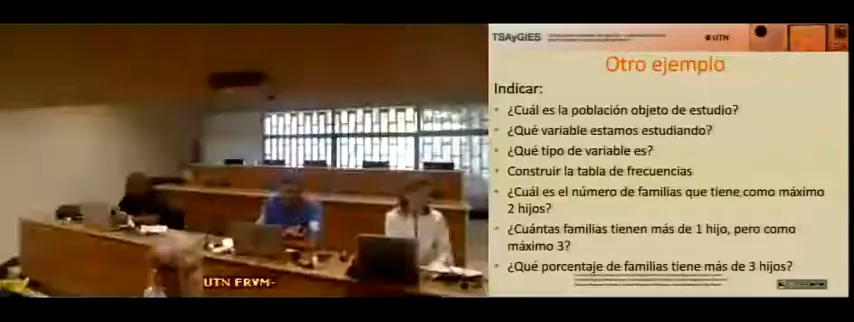 TSAyGIES
UTN
Otro ejemplo
Indicar:
¿Cuál es la población objeto de estudio?
¿Qué variable estamos estudiando?
¿Qué tipo de variable es?
Construir la tabla de frecuencias
¿Cuál es el número de familias que tiene como máximo
2 hijos?
¿Cuántas familias tienen más de 1 hijo, pero como
máximo 3?
¿Qué porcentaje de familias tiene más de 3 hijos?
UTN FRVM-